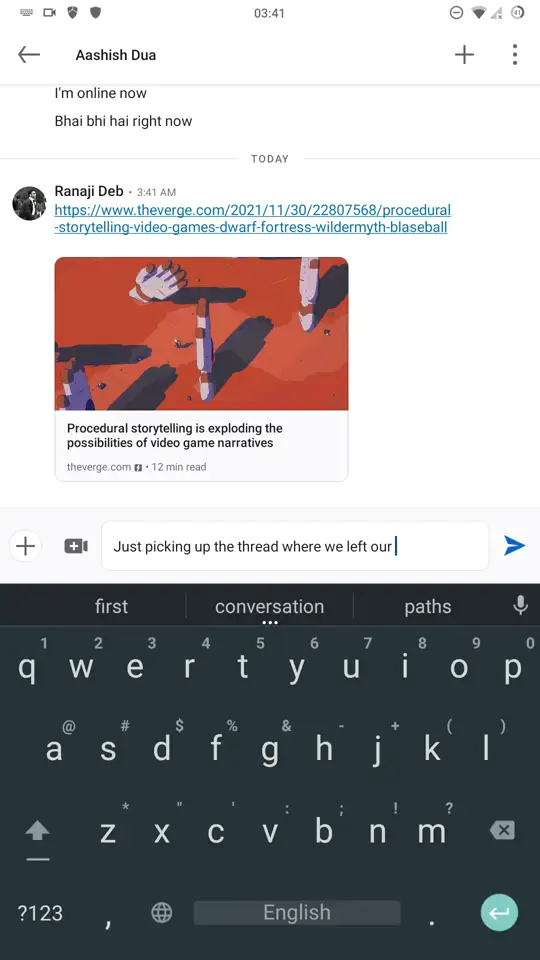 03:41
41
Aashish Dua
I'm online now
Bhai bhi hai right now
TODAY
Ranaji Deb • 3:41 AM
https://www.theverge.com/2021/11/30/22807568/procedural
-storytelling-video-games-dwarf-fortress-wildermyth-blaseball
Procedural storytelling is exploding the
possibilities of video game narratives
theverge.com • 12 min read
Just picking up the thread where we left our
first conversation paths
1 2 3 4 5 6 7 8 9 0
q w e r t y u i o p
@ # $ % & - + ( )
a s d f g h j k l
* " ' : ; ! ?
z x c v b n m
?123 , English .